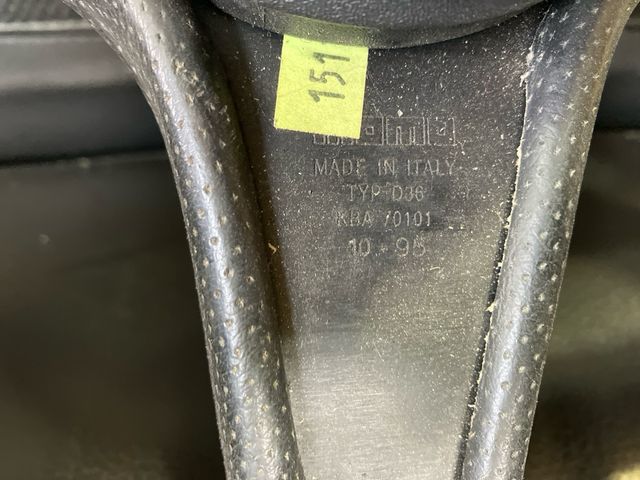 151
MADE IN ITALY
TYP D36
KBA 70101
10-95